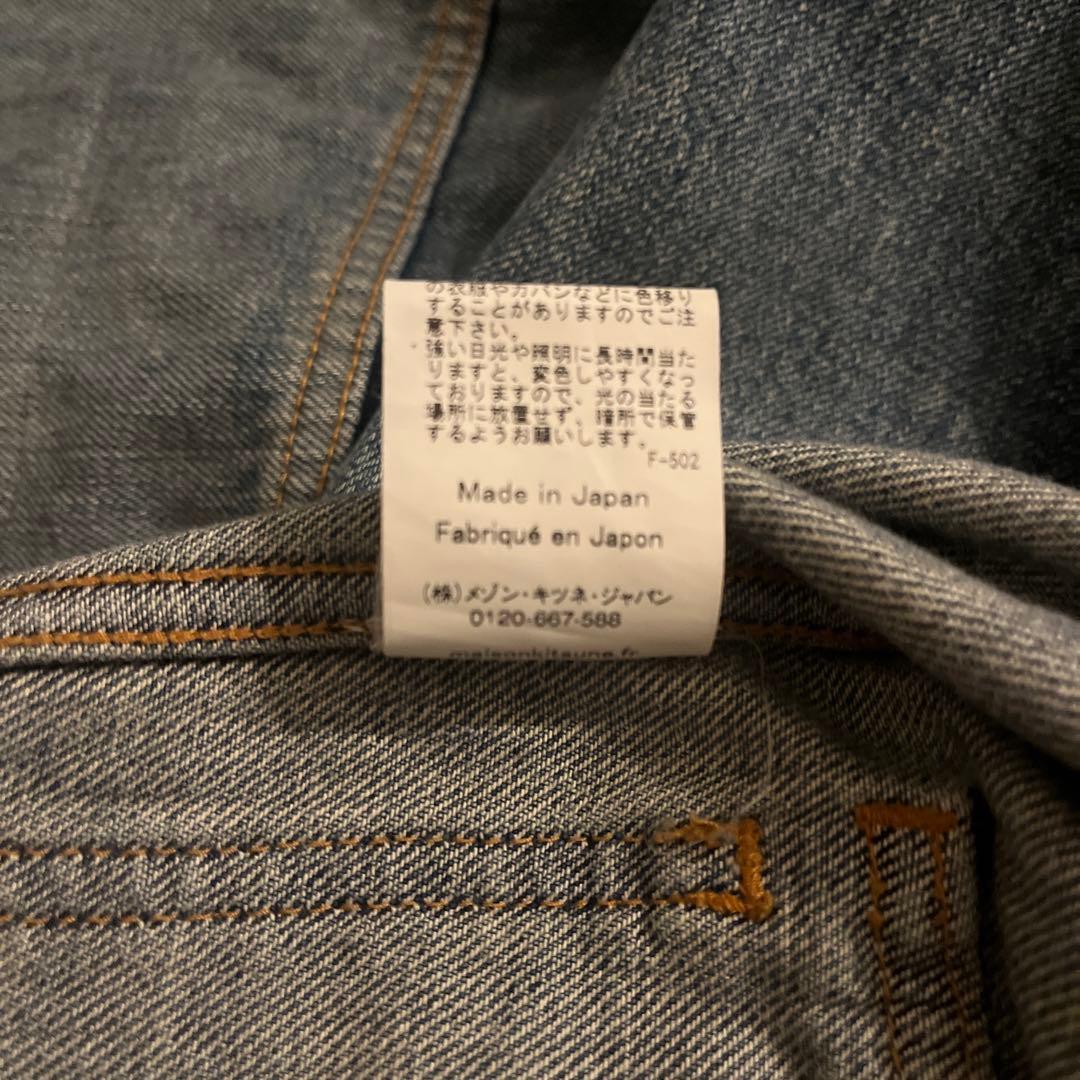 の衣服やカバンなどに色移り
することがありますのでご注
意下さい。
・強い日光や照明に長時間当た
りますと、変色しやすくなっ
ておりますので、光の当たる
場所に放置せず、暗所で保管
するようお願いします。
F-502
Made in Japan
Fabriqué en Japon
(株)メゾン・キツネ・ジャパン
0120-667-588
maisonkitsune.fr